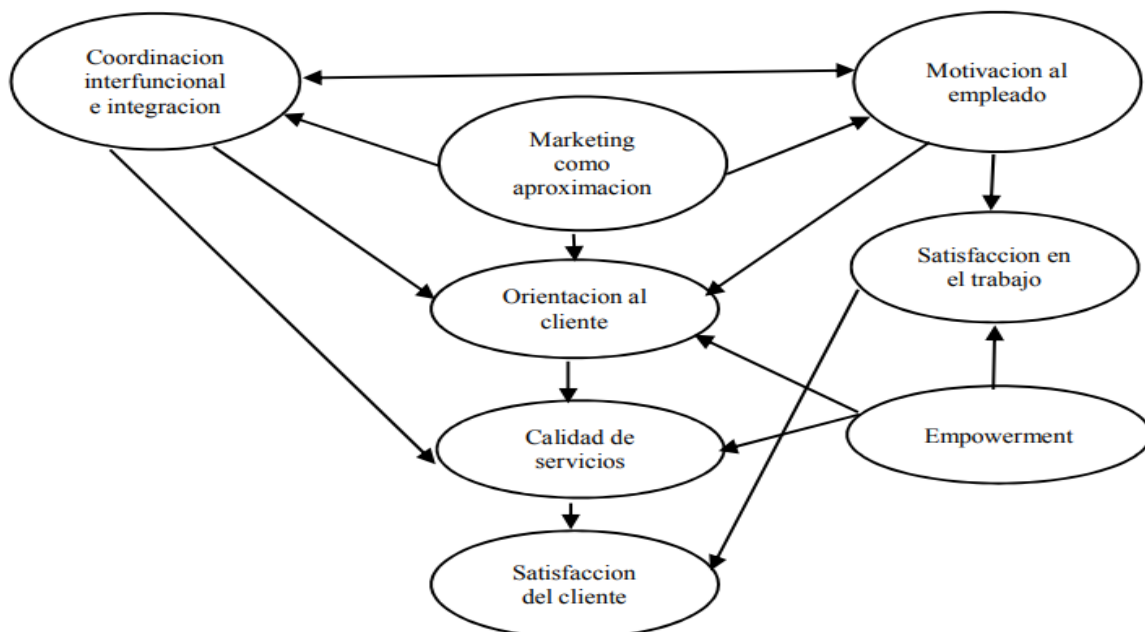 Coordinacion
interfuncional
e integracion
Motivacion al
empleado
Marketing
como
aproximacion
Satisfaccion en
el trabajo
Orientacion al
cliente
Calidad de
servicios
Empowerment
Satisfaccion
del cliente